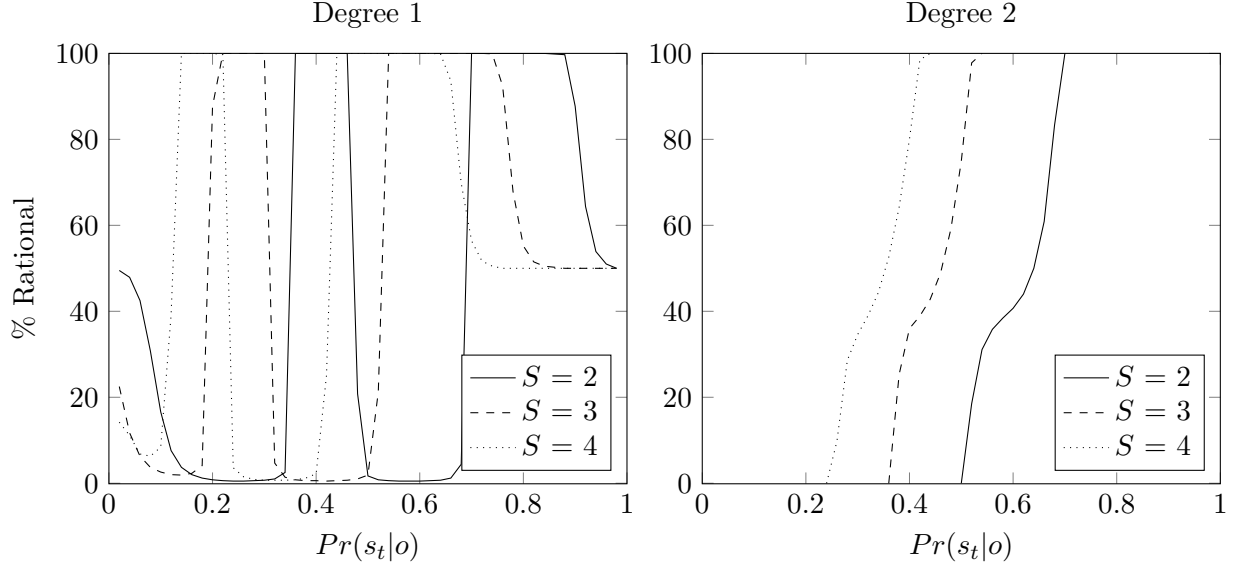 Degree 1
100
80
60
40
20
0
% Rational
0 0.2 0.4 0.6 0.8 1
Pr(s_t|o)
S = 2
S = 3
S = 4
Degree 2
100
80
60
40
20
0
0 0.2 0.4 0.6 0.8 1
Pr(s_t|o)
S = 2
S = 3
S = 4